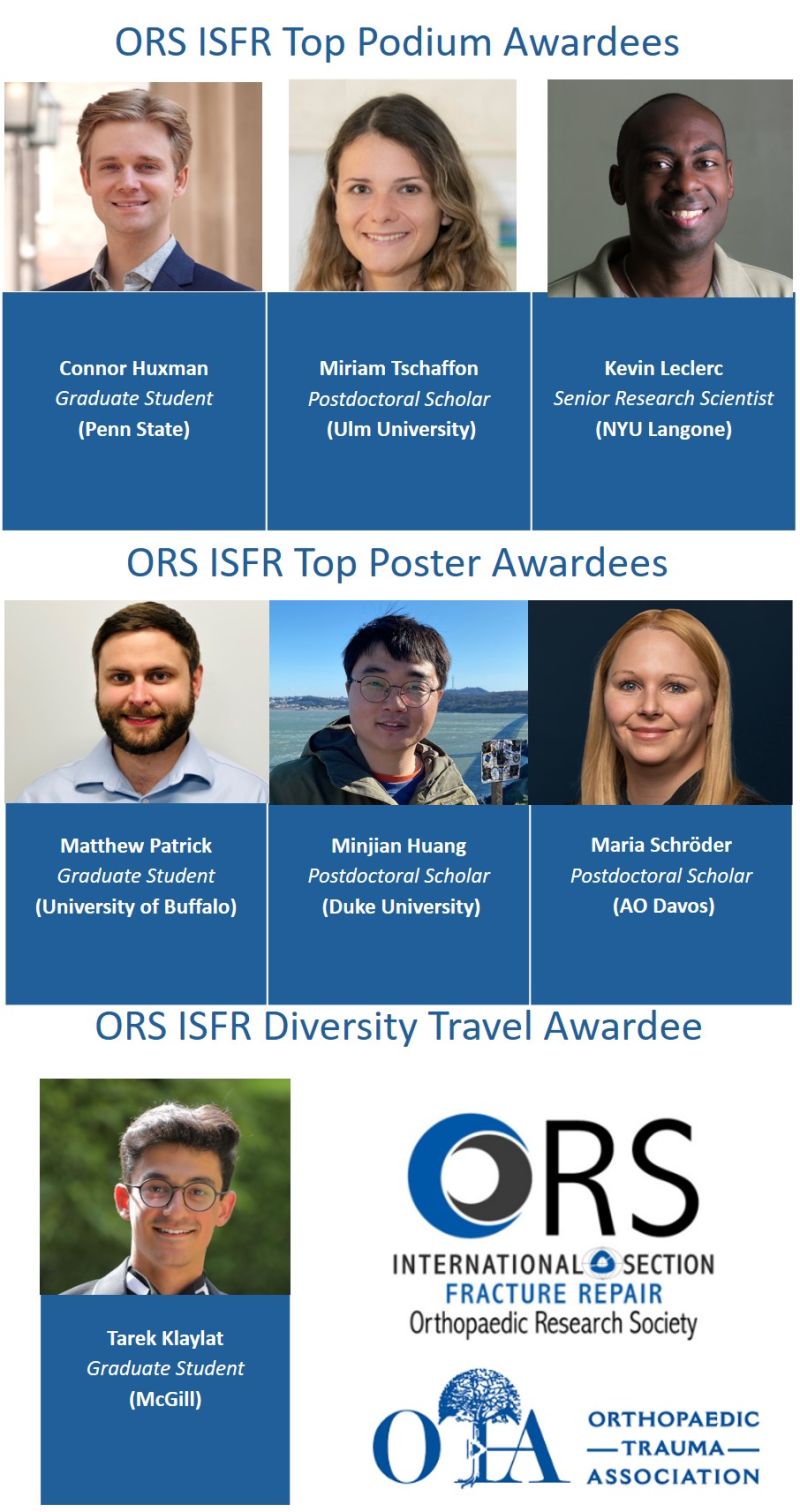 ORS ISFR Top Podium Awardees
Connor Huxman
Graduate Student
(Penn State)
Miriam Tschaffon
Postdoctoral Scholar
(Ulm University)
Kevin Leclerc
Senior Research Scientist
(NYU Langone)
ORS ISFR Top Poster Awardees
Matthew Patrick
Graduate Student
(University of Buffalo)
Minjian Huang
Postdoctoral Scholar
(Duke University)
Maria Schröder
Postdoctoral Scholar
(AO Davos)
ORS ISFR Diversity Travel Awardee
Tarek Klaylat
Graduate Student
(McGill)
ORS
INTERNATIONAL SECTION
FRACTURE REPAIR
Orthopaedic Research Society
OTA
ORTHOPAEDIC
TRAUMA
ASSOCIATION